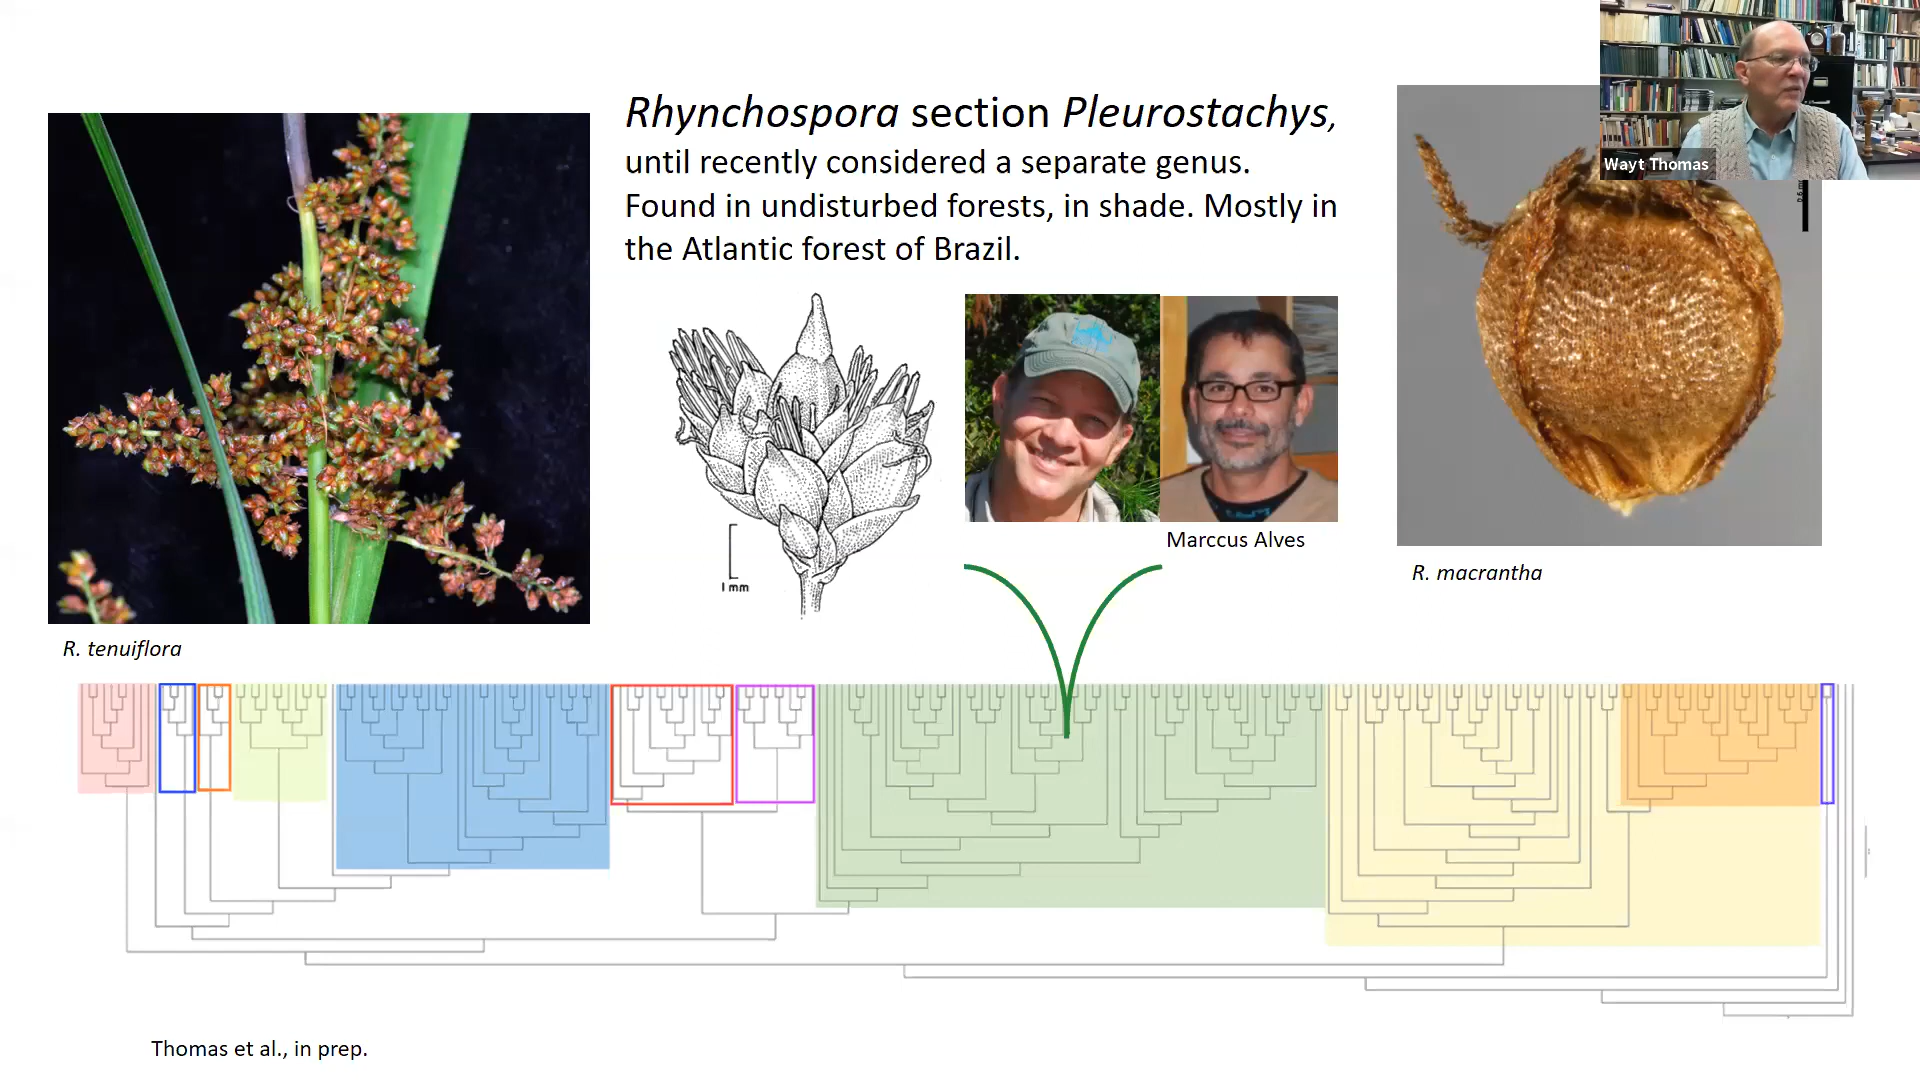 Rhynchospora section Pleurostachys,
until recently considered a separate genus.
Found in undisturbed forests, in shade. Mostly in
the Atlantic forest of Brazil.
Wayt Thomas
1 mm
Marccus Alves
R. macrantha
R. tenuiflora
Thomas et al., in prep.